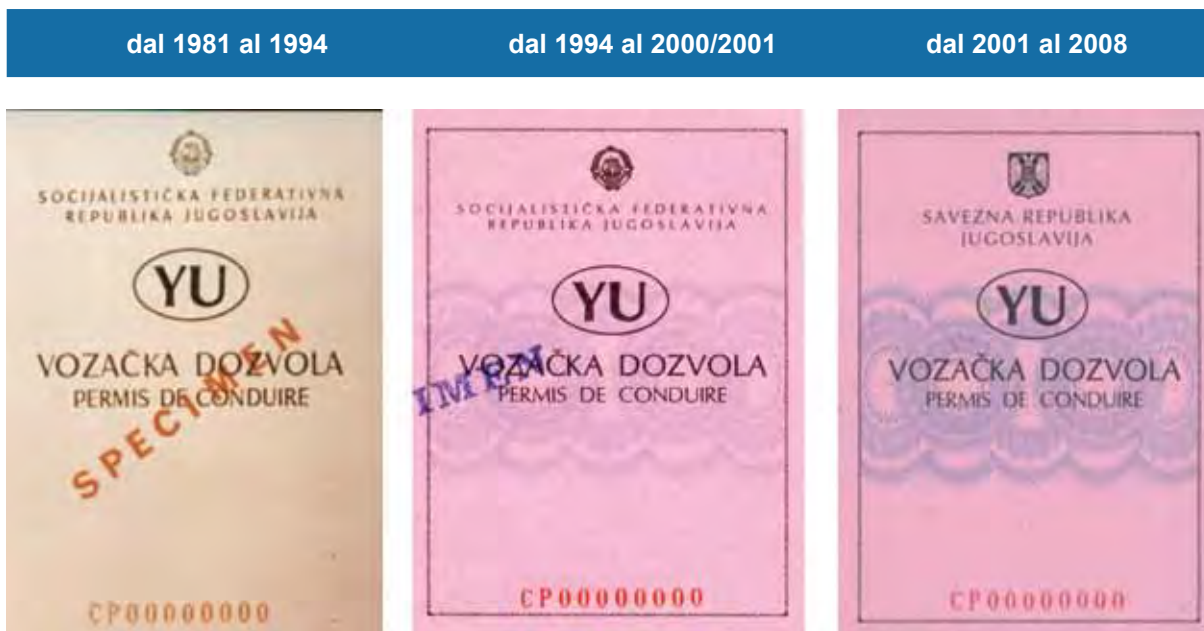 dal 1981 al 1994
dal 1994 al 2000/2001
dal 2001 al 2008
SOCIJALISTIČKA FEDERATIVNA
REPUBLIKA JUGOSLAVIJA
YU
VOZAČKA DOZVOLA
PERMIS DE CONDUIRE
SPECIMEN
CP00000000
SOCIJALISTIČKA FEDERATIVNA
REPUBLIKA JUGOSLAVIJA
YU
VOZAČKA DOZVOLA
PERMIS DE CONDUIRE
IMEN
CP00000000
SAVEZNA REPUBLIKA
JUGOSLAVIJA
YU
VOZAČKA DOZVOLA
PERMIS DE CONDUIRE
CP00000000